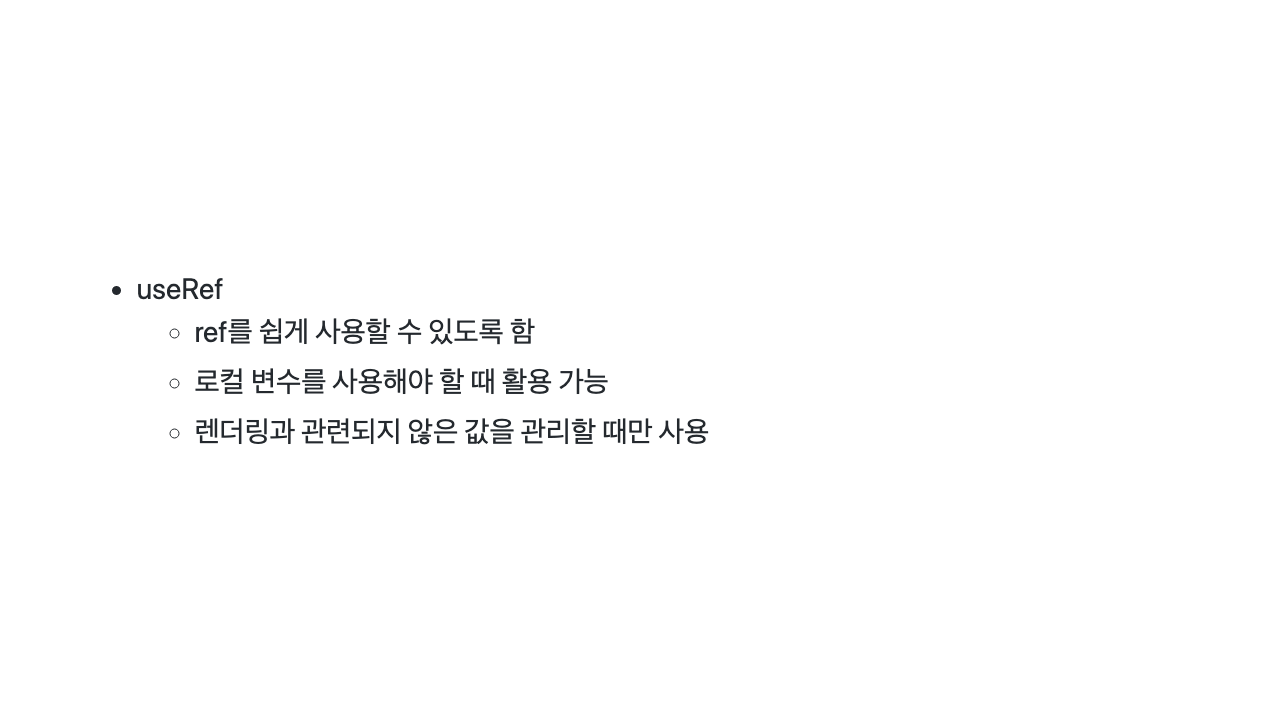 useRef
ref를 쉽게 사용할 수 있도록 함
로컬 변수를 사용해야 할 때 활용 가능
렌더링과 관련되지 않은 값을 관리할 때만 사용